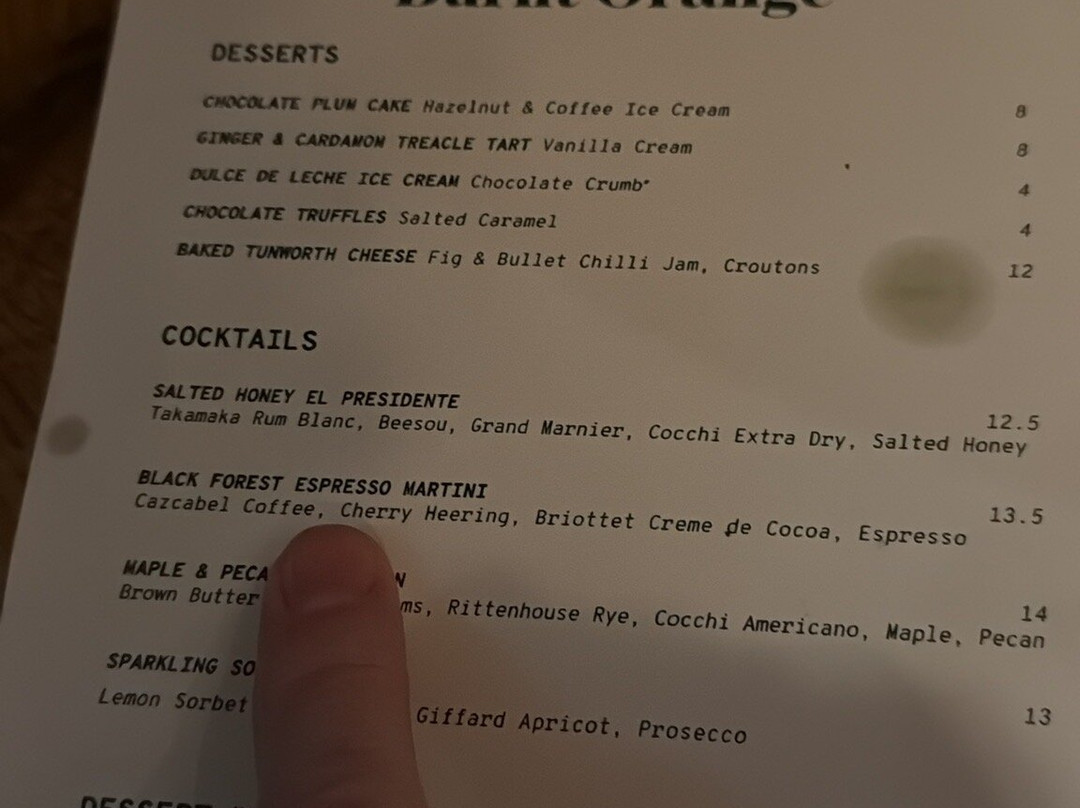 Burnt Orange
DESSERTS
CHOCOLATE PLUM CAKE Hazelnut & Coffee Ice Cream 8
GINGER & CARDAMON TREACLE TART Vanilla Cream 8
DULCE DE LECHE ICE CREAM Chocolate Crumb* 4
CHOCOLATE TRUFFLES Salted Caramel 4
BAKED TUNWORTH CHEESE Fig & Bullet Chilli Jam, Croutons 12
COCKTAILS
SALTED HONEY EL PRESIDENTE 12.5
Takamaka Rum Blanc, Beesou, Grand Marnier, Cocchi Extra Dry, Salted Honey
BLACK FOREST ESPRESSO MARTINI 13.5
Cazcabel Coffee, Cherry Heering, Briottet Creme de Cocoa, Espresso
MAPLE & PECA N 14
Brown Butter ms, Rittenhouse Rye, Cocchi Americano, Maple, Pecan
SPARKLING SO 13
Lemon Sorbet Giffard Apricot, Prosecco
DESSERT